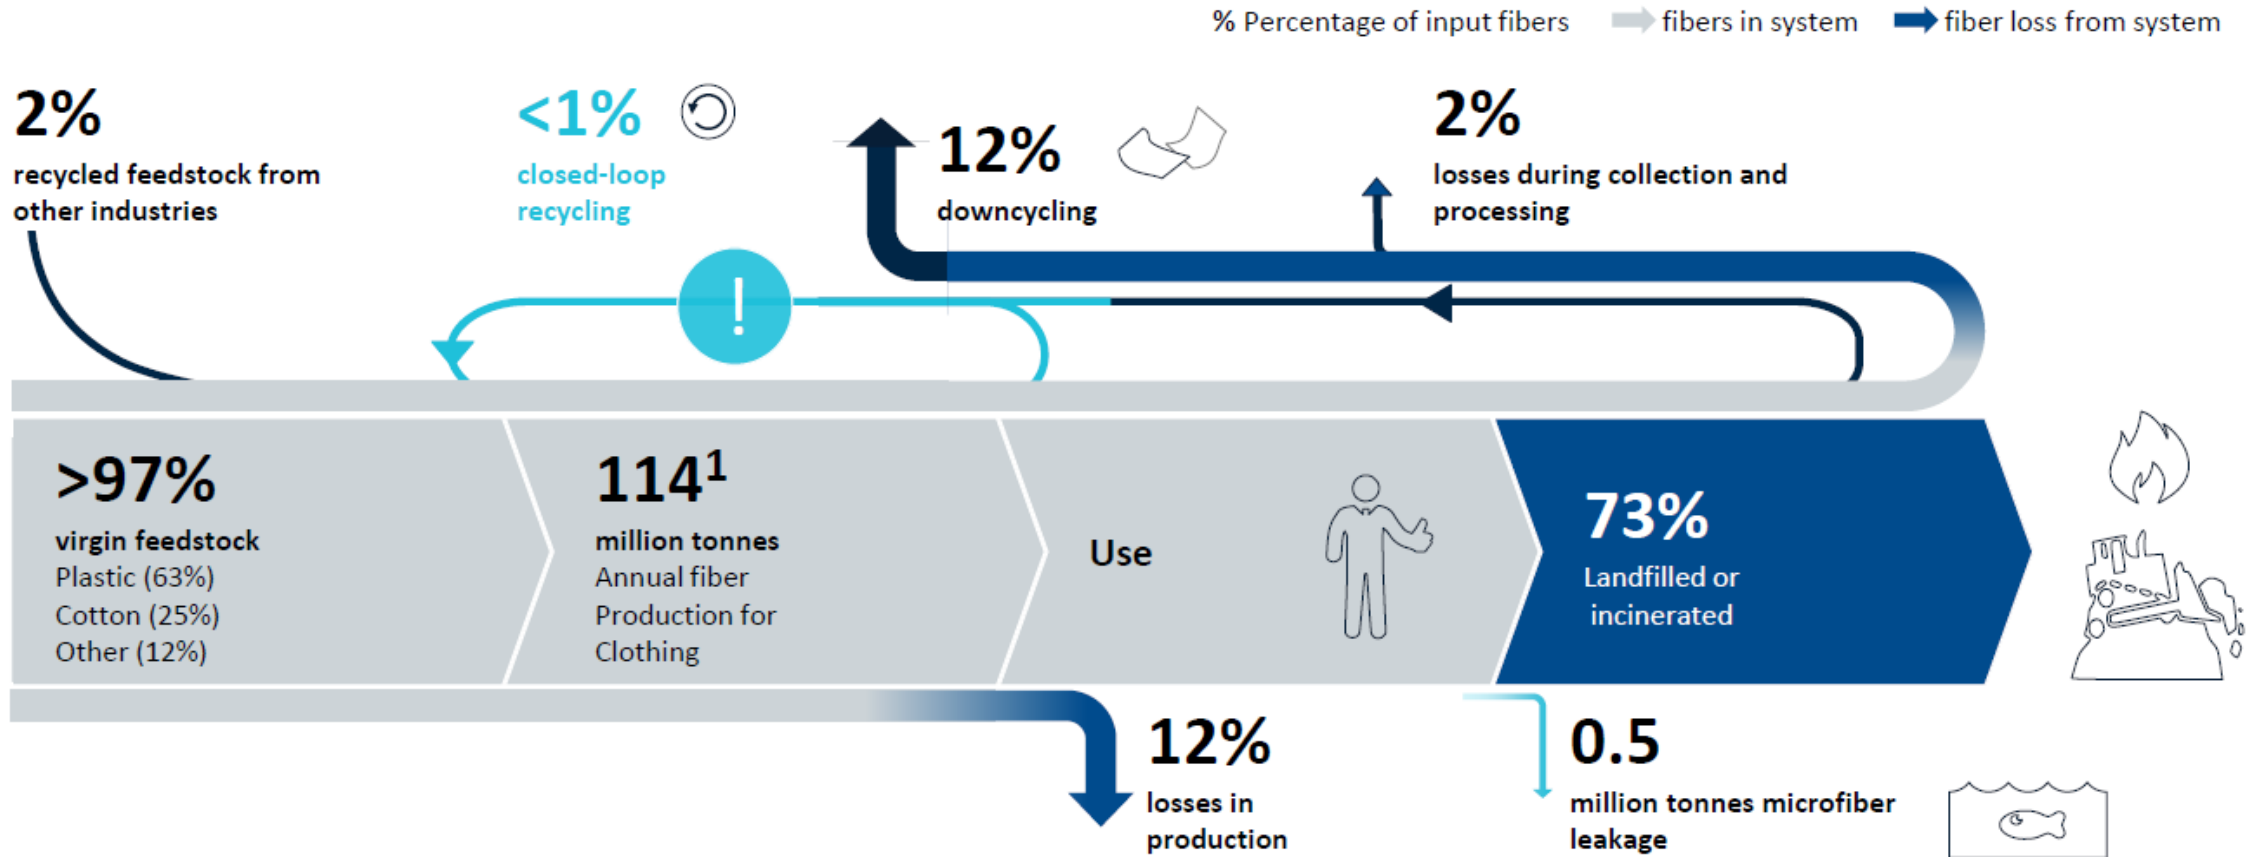 % Percentage of input fibers
fibers in system
fiber loss from system
2%
recycled feedstock from
other industries
<1%
closed-loop
recycling
12%
downcycling
2%
losses during collection and
processing
!
>97%
virgin feedstock
Plastic (63%)
Cotton (25%)
Other (12%)
114¹
million tonnes
Annual fiber
Production for
Clothing
Use
73%
Landfilled or
incinerated
12%
losses in
production
0.5
million tonnes microfiber
leakage